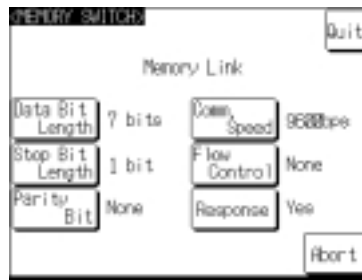 <MEMORY SWITCH>
Quit
Memory Link
Data Bit
Length
7 bits
Comm.
Speed
9600bps
Stop Bit
Length
1 bit
Flow
Control
None
Parity
Bit
None
Response
Yes
Abort